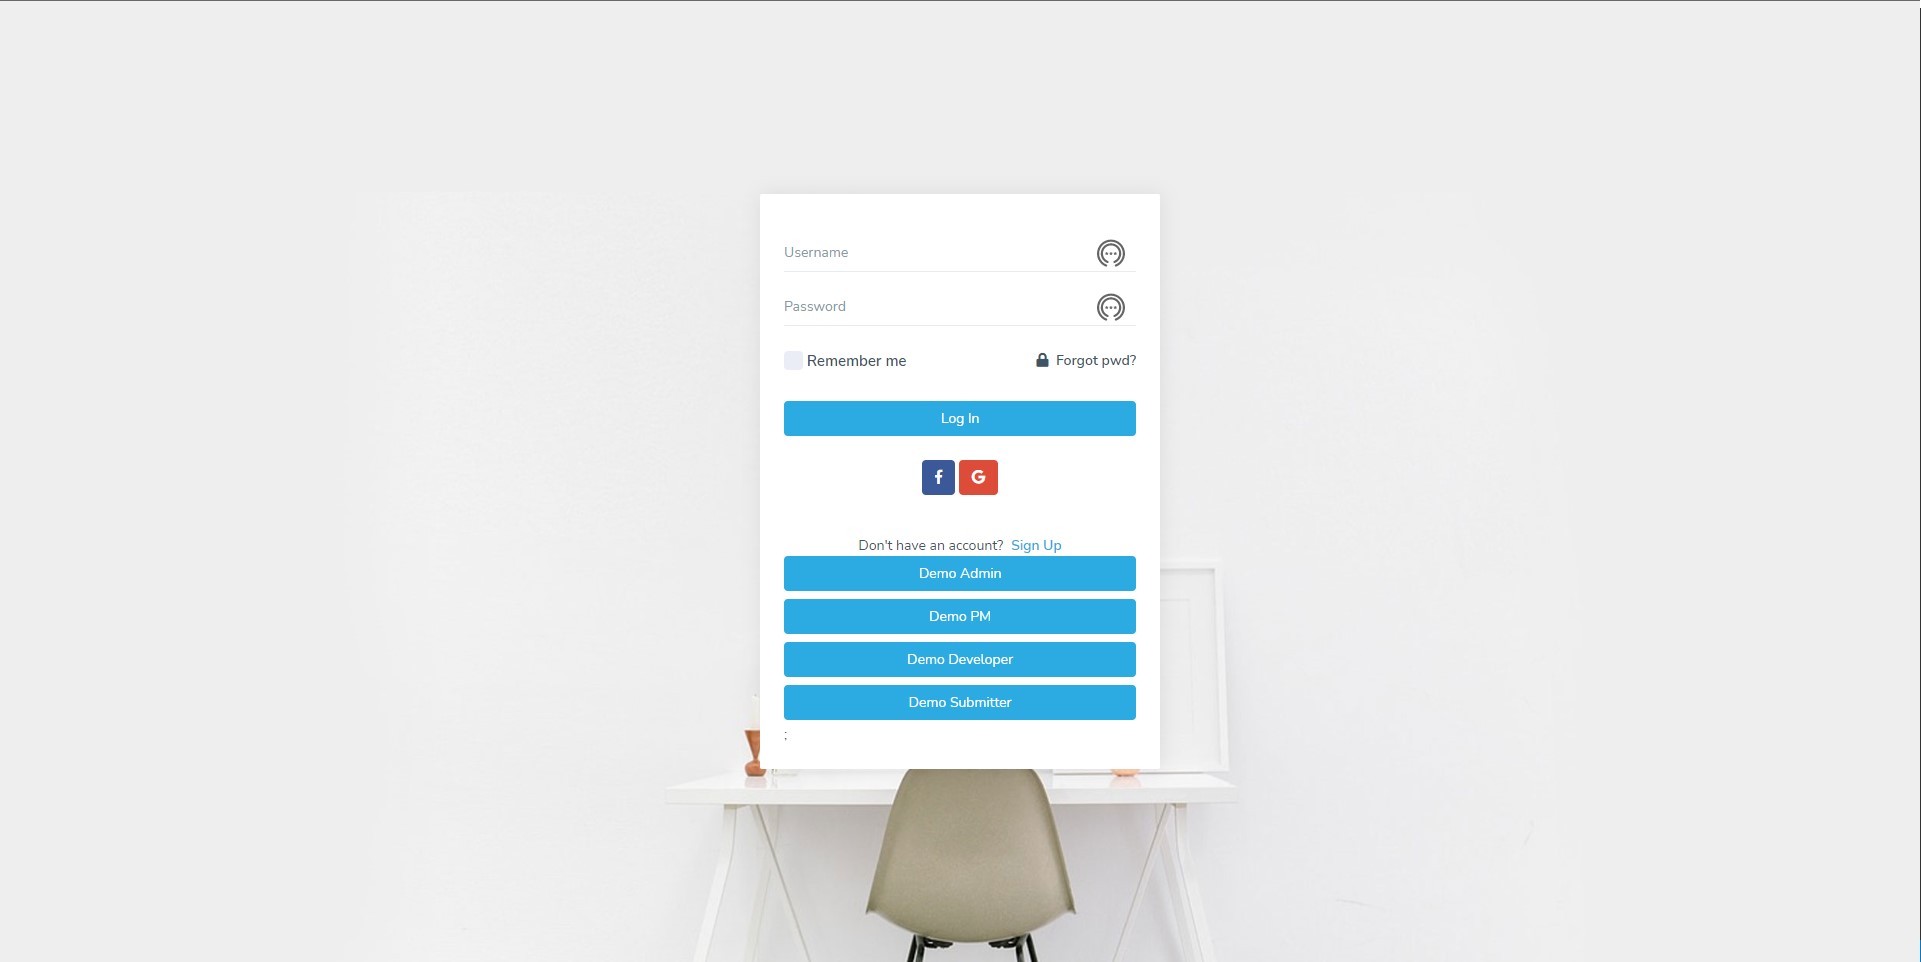 Username
Password
Remember me
Forgot pwd?
Log In
f
G
Don't have an account? Sign Up
Demo Admin
Demo PM
Demo Developer
Demo Submitter
;